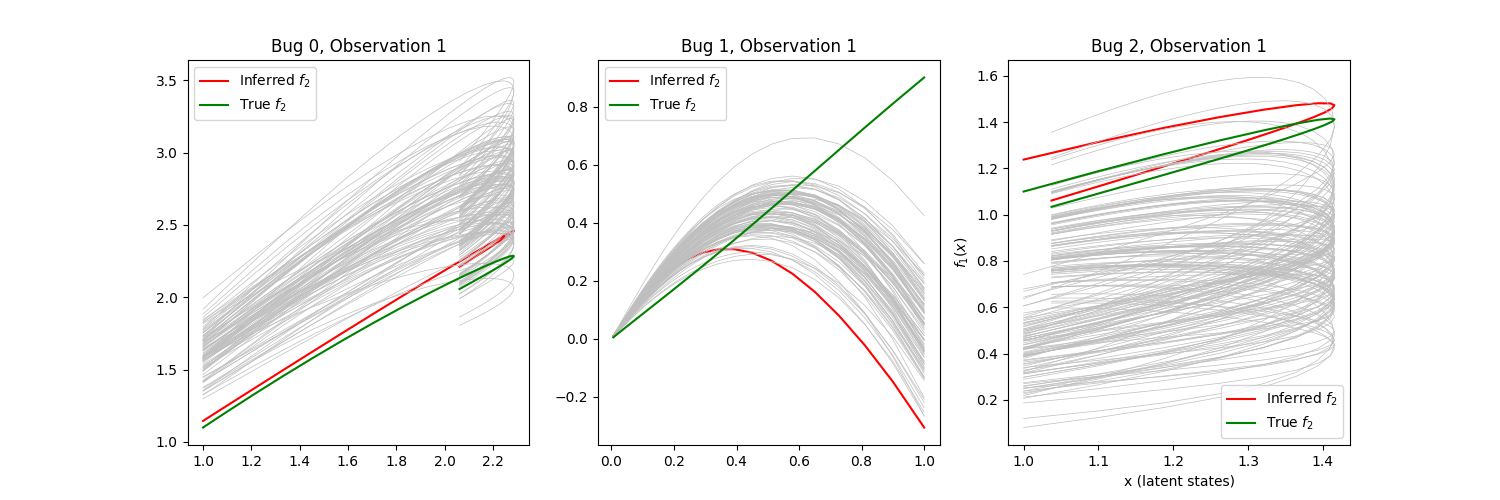 Bug 0, Observation 1
Inferred f₂
True f₂
3.5
3.0
2.5
2.0
1.5
1.0
1.0 1.2 1.4 1.6 1.8 2.0 2.2
Bug 1, Observation 1
Inferred f₂
True f₂
0.8
0.6
0.4
0.2
0.0
−0.2
0.0 0.2 0.4 0.6 0.8 1.0
Bug 2, Observation 1
f₁(x)
1.6
1.4
1.2
1.0
0.8
0.6
0.4
0.2
Inferred f₂
True f₂
1.0 1.1 1.2 1.3 1.4
x (latent states)